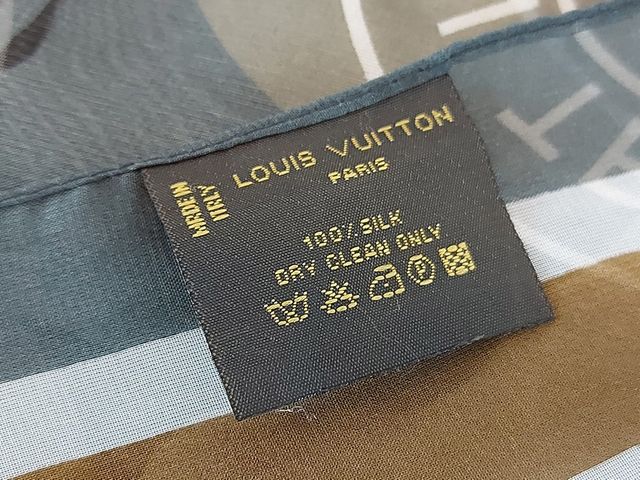 LOUIS VUITTON
PARIS
MADE IN
ITALY
100% SILK
DRY CLEAN ONLY
P